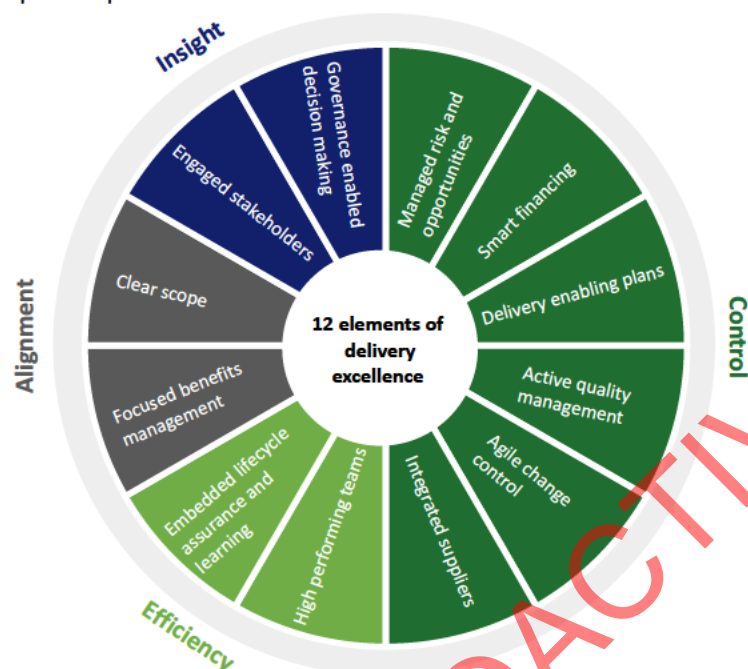 Insight
Governance enabled
decision making
Managed risk and
opportunities
Engaged stakeholders
Smart financing
Clear scope
Delivery enabling plans
Alignment
12 elements of
delivery
excellence
Control
Focused benefits
management
Active quality
management
Embedded lifecycle
assurance and
learning
High performing teams
Integrated suppliers
Agile change
control
Efficiency